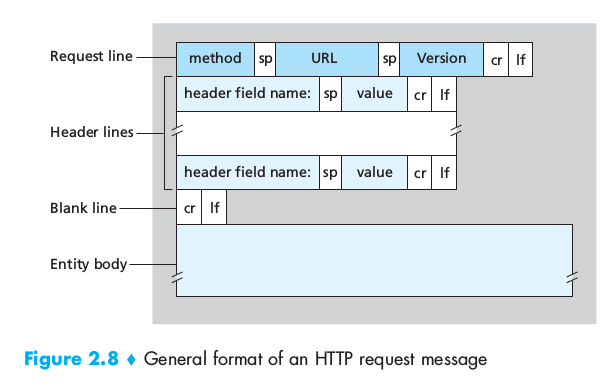 Request line method sp URL sp Version cr lf
header field name: sp value cr lf
Header lines
header field name: sp value cr lf
Blank line cr lf
Entity body
Figure 2.8 ♦ General format of an HTTP request message